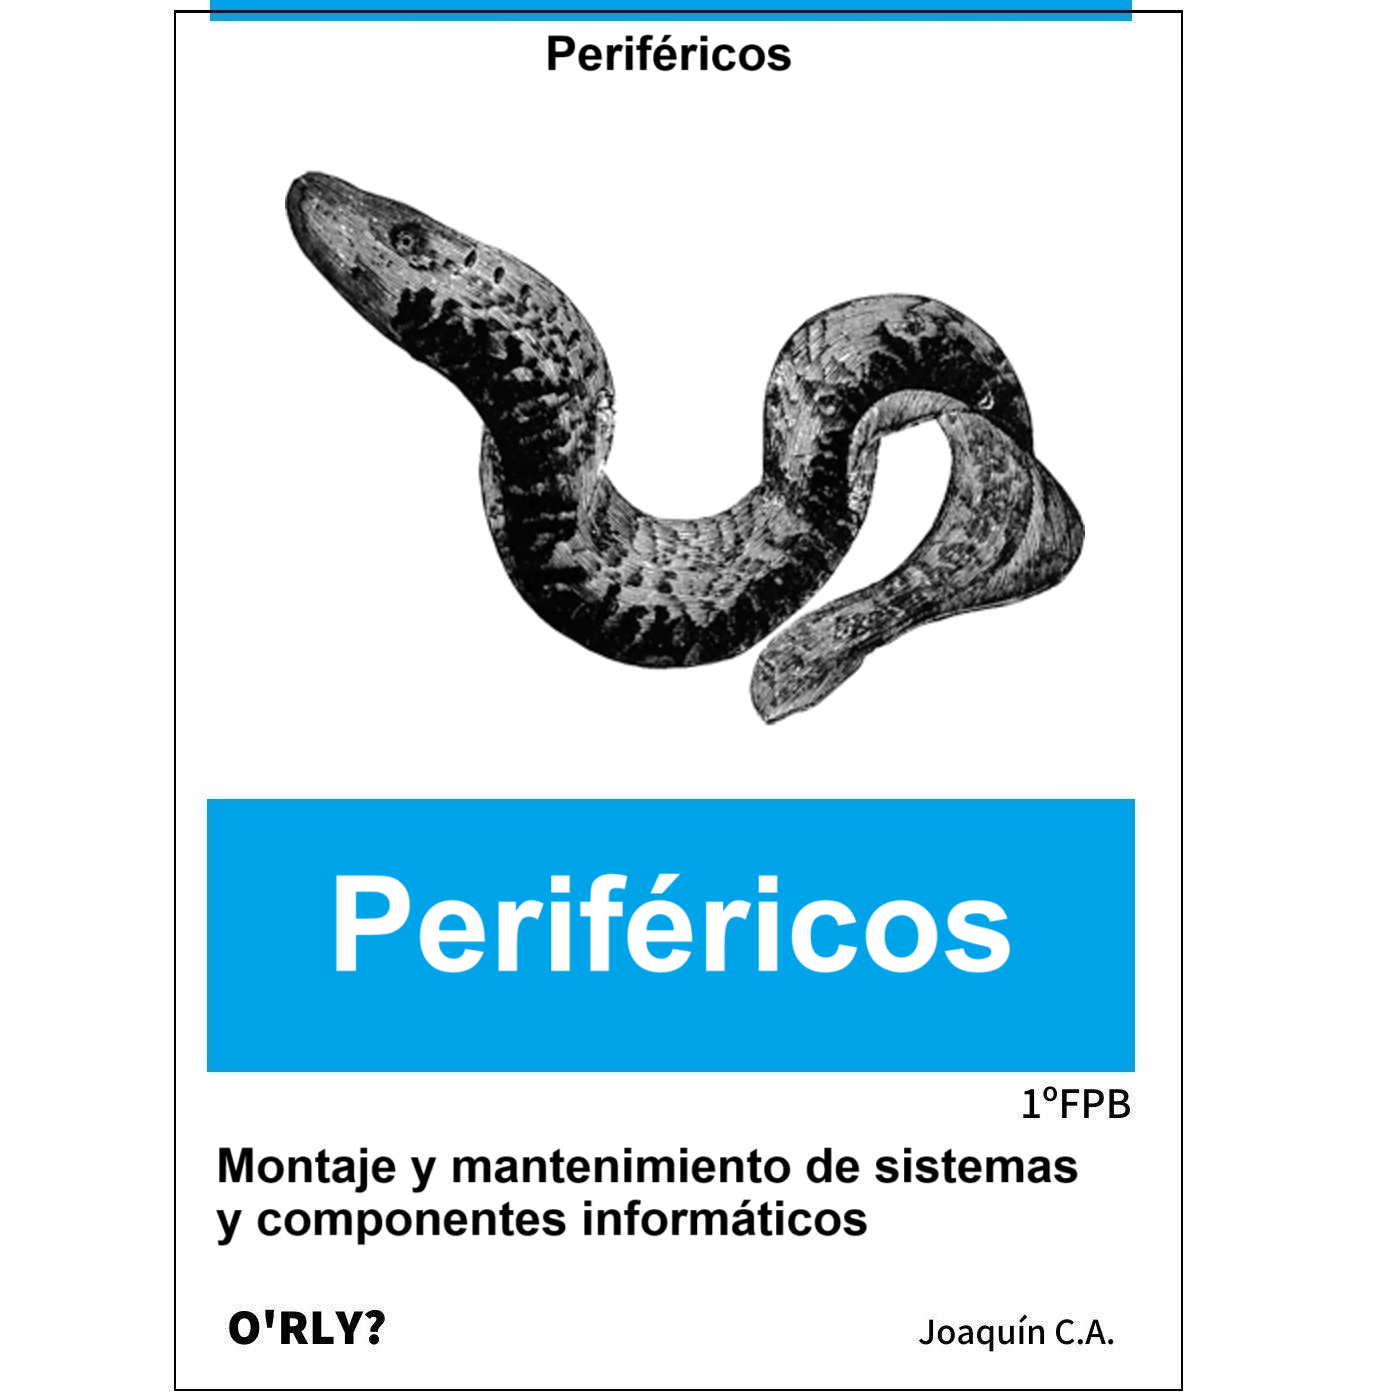 Periféricos
Periféricos
1ºFPB
Montaje y mantenimiento de sistemas
y componentes informáticos
O'RLY?
Joaquín C.A.